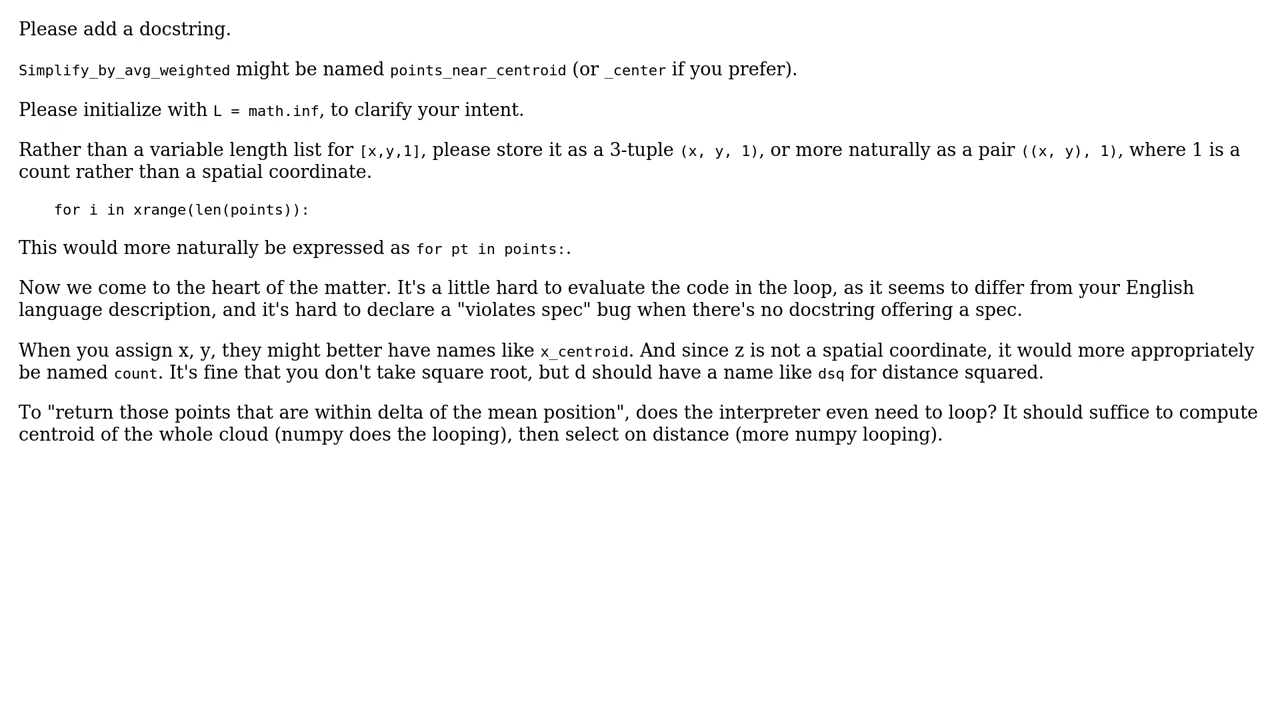 Please add a docstring.
Simplify_by_avg_weighted might be named points_near_centroid (or _center if you prefer).
Please initialize with L = math.inf, to clarify your intent.
Rather than a variable length list for [x,y,1], please store it as a 3-tuple (x, y, 1), or more naturally as a pair ((x, y), 1), where 1 is a
count rather than a spatial coordinate.
for i in xrange(len(points)):
This would more naturally be expressed as for pt in points:.
Now we come to the heart of the matter. It's a little hard to evaluate the code in the loop, as it seems to differ from your English
language description, and it's hard to declare a "violates spec" bug when there's no docstring offering a spec.
When you assign x, y, they might better have names like x_centroid. And since z is not a spatial coordinate, it would more appropriately
be named count. It's fine that you don't take square root, but d should have a name like dsq for distance squared.
To "return those points that are within delta of the mean position", does the interpreter even need to loop? It should suffice to compute
centroid of the whole cloud (numpy does the looping), then select on distance (more numpy looping).